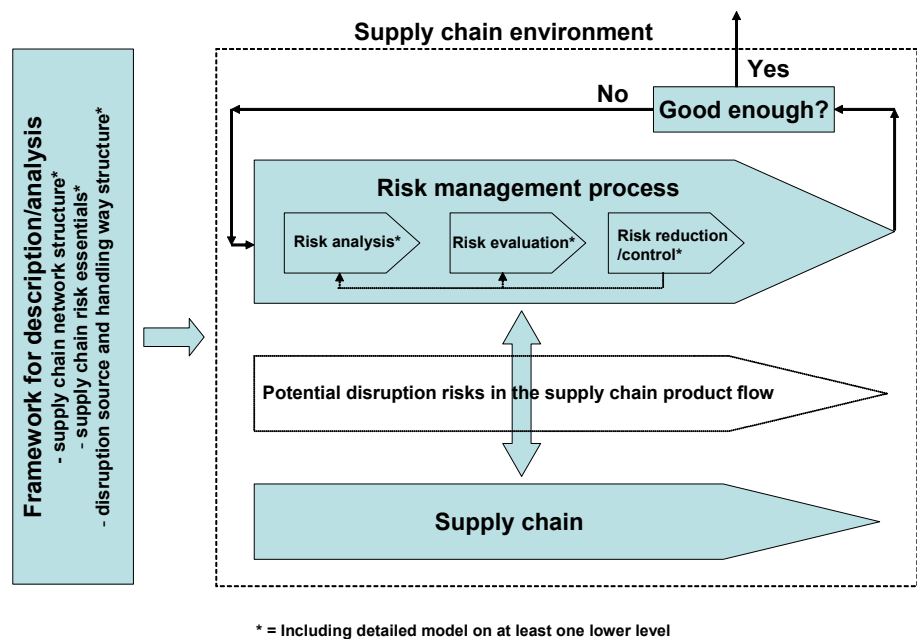 Framework for description/analysis
- supply chain network structure*
- supply chain risk essentials*
- disruption source and handling way structure*
Supply chain environment
Yes
No
Good enough?
Risk management process
Risk analysis*
Risk evaluation*
Risk reduction
/control*
Potential disruption risks in the supply chain product flow
Supply chain
* = Including detailed model on at least one lower level